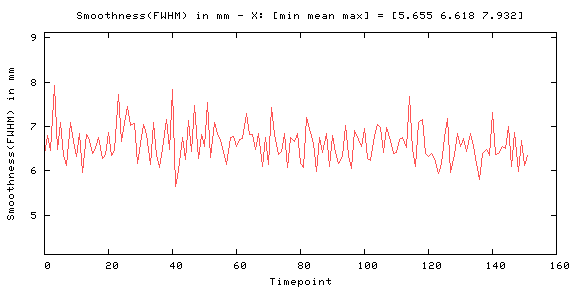 Smoothness(FWHM) in mm - X: [min mean max] = [5.655 6.618 7.932]
Smoothness(FWHM) in mm
9
8
7
6
5
0 20 40 60 80 100 120 140 160
Timepoint